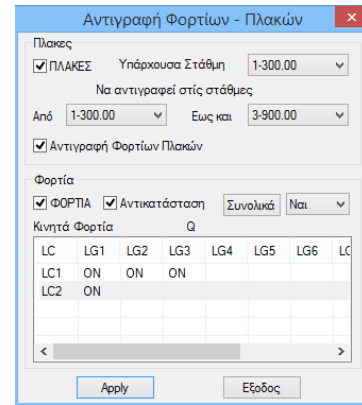 Αντιγραφή Φορτίων - Πλακών
Πλακες
ΠΛΑΚΕΣ Υπάρχουσα Στάθμη 1-300.00
Να αντιγραφεί στίς στάθμες
Από 1-300.00 Εως και 3-900.00
Αντιγραφή Φορτίων Πλακών
Φορτία
ΦΟΡΤΙΑ Αντικατάσταση Συνολικά Ναι
Κινητά Φορτία Q
LC LG1 LG2 LG3 LG4 LG5 LG6
LC1 ON ON ON
LC2 ON
Apply Εξοδος